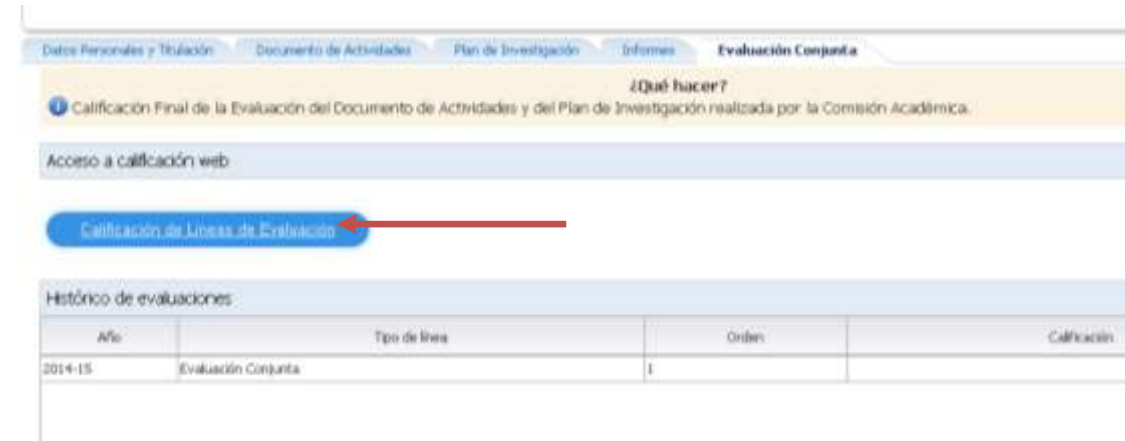 Datos Personales y Titulación Documento de Actividades Plan de Investigación Informes Evaluación Conjunta
¿Qué hacer?
Calificación Final de la Evaluación del Documento de Actividades y del Plan de Investigación realizada por la Comisión Académica.
Acceso a calificación web
Calificación de Líneas de Evaluación
Histórico de evaluaciones
Año Tipo de línea Orden Calificación
2014-15 Evaluación Conjunta 1